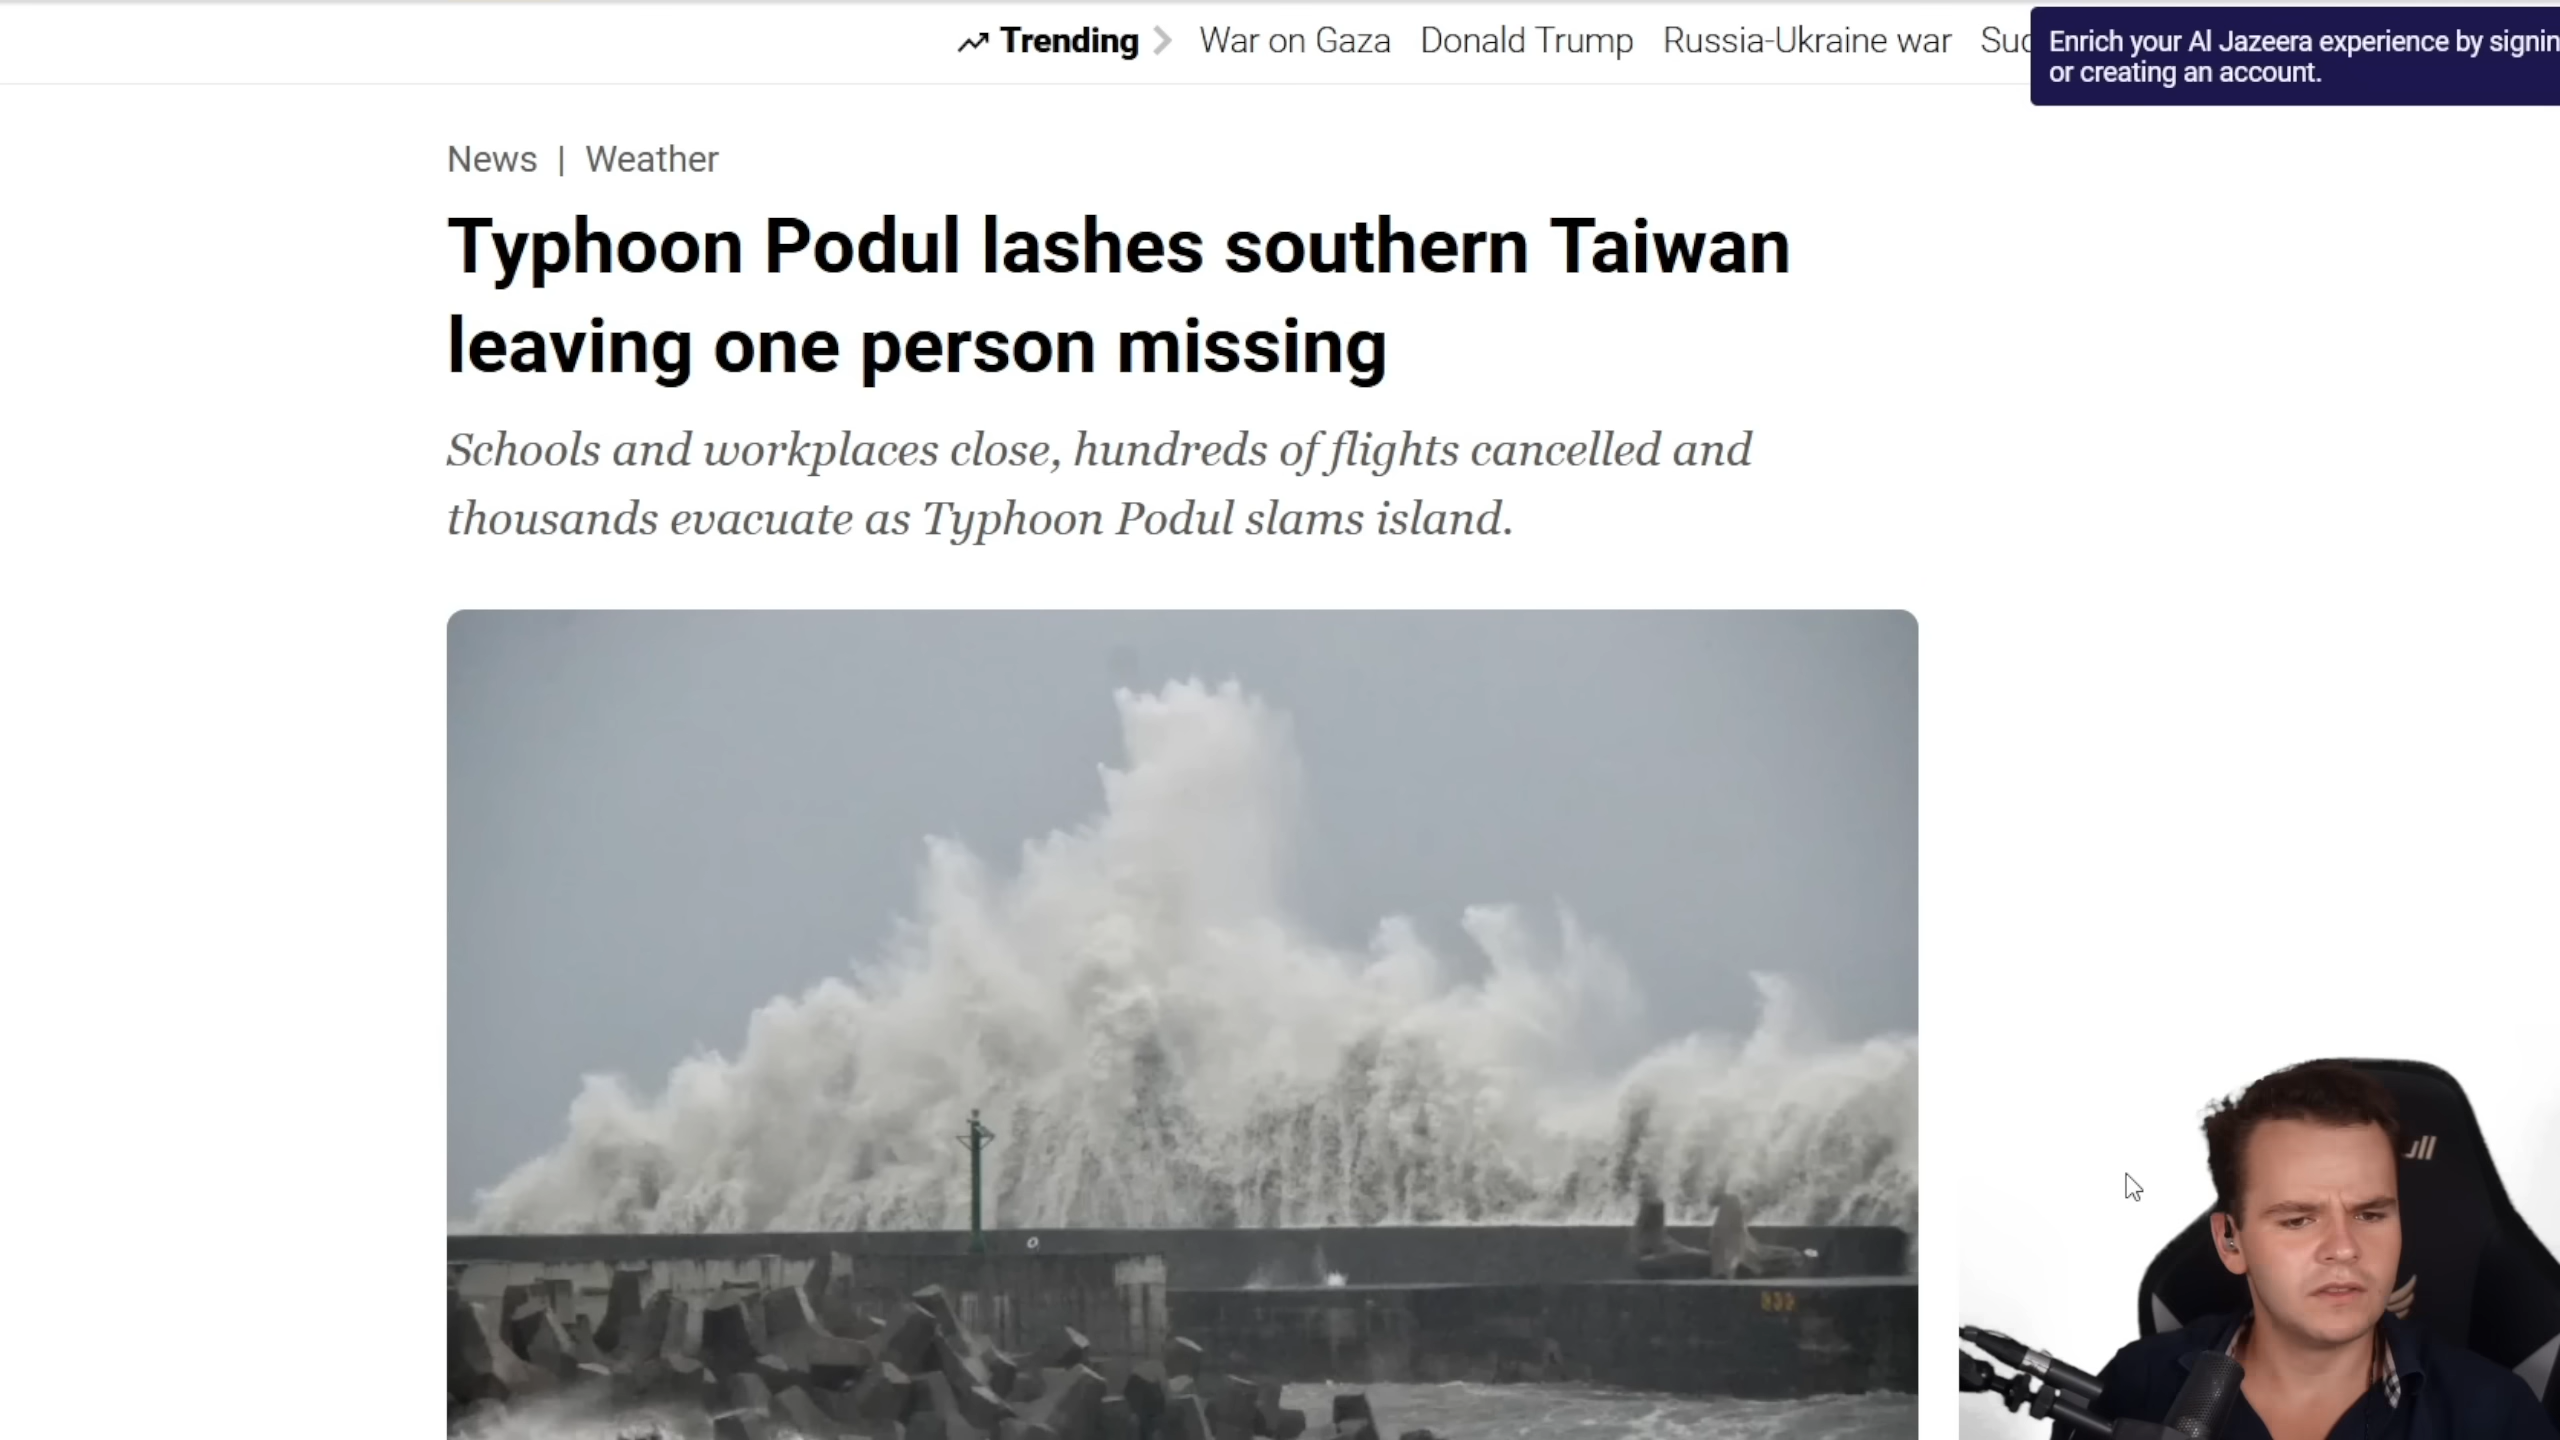 Trending War on Gaza Donald Trump Russia-Ukraine war
Enrich your Al Jazeera experience by
or creating an account.
News | Weather
Typhoon Podul lashes southern Taiwan
leaving one person missing
Schools and workplaces close, hundreds of flights cancelled and
thousands evacuate as Typhoon Podul slams island.